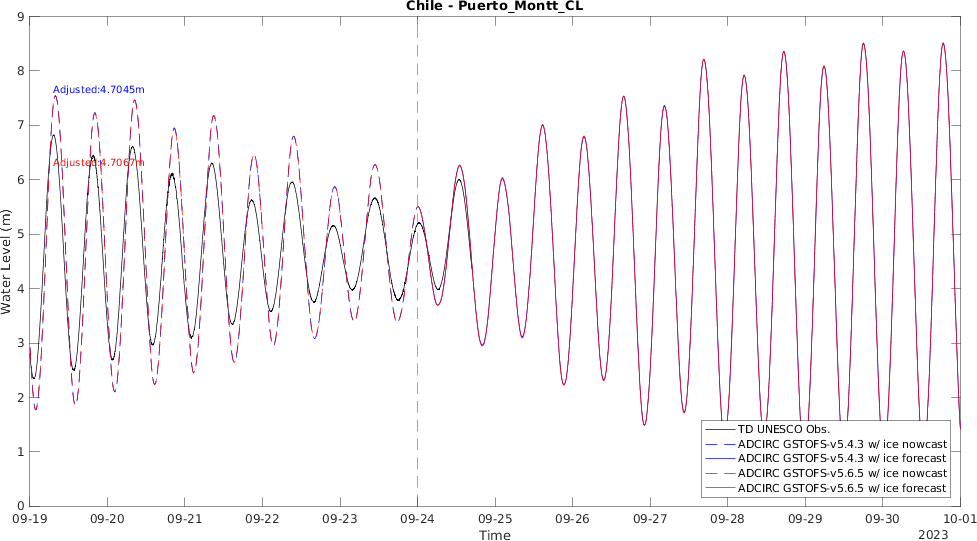 Chile - Puerto_Montt_CL
Water Level (m)
9
8
7
6
5
4
3
2
1
0
Adjusted:4.7045m
Adjusted:4.7067m
TD UNESCO Obs.
ADCIRC GSTOFS-v5.4.3 w/ ice nowcast
ADCIRC GSTOFS-v5.4.3 w/ ice forecast
ADCIRC GSTOFS-v5.6.5 w/ ice nowcast
ADCIRC GSTOFS-v5.6.5 w/ ice forecast
09-19 09-20 09-21 09-22 09-23 09-24 09-25 09-26 09-27 09-28 09-29 09-30 10-01
Time
2023